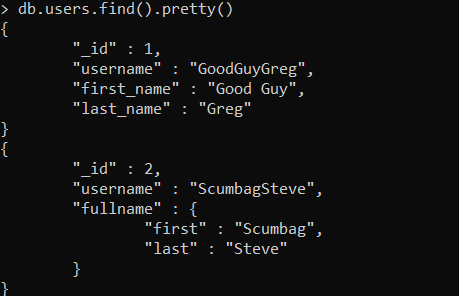 > db.users.find().pretty()
{
        "_id" : 1,
        "username" : "GoodGuyGreg",
        "first_name" : "Good Guy",
        "last_name" : "Greg"
}
{
        "_id" : 2,
        "username" : "ScumbagSteve",
        "fullname" : {
                "first" : "Scumbag",
                "last" : "Steve"
        }
}